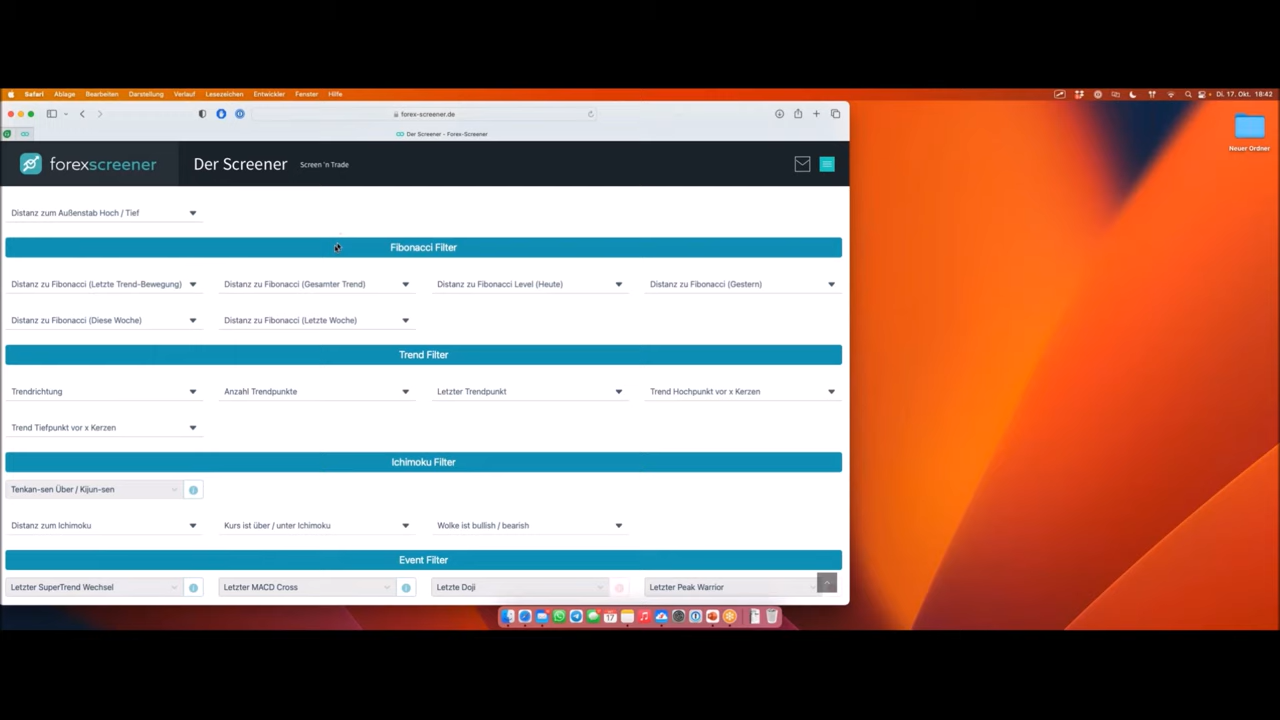 Safari Ablage Bearbeiten Darstellung Verlauf Lesezeichen Entwickler Fenster Hilfe Di. 17. Okt. 18:42
forex-screener.de
Der Screener - Forex-Screener
forexscreener Der Screener Screen 'n Trade
Neuer Ordner
Distanz zum Außenstab Hoch / Tief
Fibonacci Filter
Distanz zu Fibonacci (Letzte Trend-Bewegung) Distanz zu Fibonacci (Gesamter Trend) Distanz zu Fibonacci Level (Heute) Distanz zu Fibonacci (Gestern)
Distanz zu Fibonacci (Diese Woche) Distanz zu Fibonacci (Letzte Woche)
Trend Filter
Trendrichtung Anzahl Trendpunkte Letzter Trendpunkt Trend Hochpunkt vor x Kerzen
Trend Tiefpunkt vor x Kerzen
Ichimoku Filter
Tenkan-sen Über / Kijun-sen
Distanz zum Ichimoku Kurs ist über / unter Ichimoku Wolke ist bullish / bearish
Event Filter
Letzter SuperTrend Wechsel Letzter MACD Cross Letzte Doji Letzter Peak Warrior
17